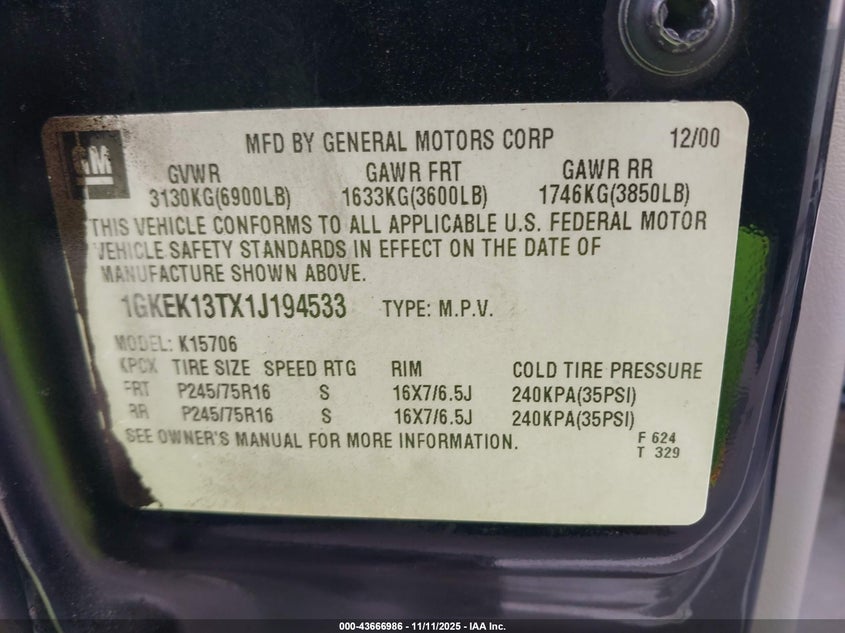 GM
MFD BY GENERAL MOTORS CORP 12/00
GVWR GAWR FRT GAWR RR
3130KG(6900LB) 1633KG(3600LB) 1746KG(3850LB)
THIS VEHICLE CONFORMS TO ALL APPLICABLE U.S. FEDERAL MOTOR
VEHICLE SAFETY STANDARDS IN EFFECT ON THE DATE OF
MANUFACTURE SHOWN ABOVE.
1GKEK13TX1J194533 TYPE: M.P.V.
MODEL: K15706
KPCX TIRE SIZE SPEED RTG RIM COLD TIRE PRESSURE
FRT P245/75R16 S 16X7/6.5J 240KPA(35PSI)
RR P245/75R16 S 16X7/6.5J 240KPA(35PSI)
SEE OWNER'S MANUAL FOR MORE INFORMATION.
F 624
T 329
000-43666986 - 11/11/2025 - IAA Inc.